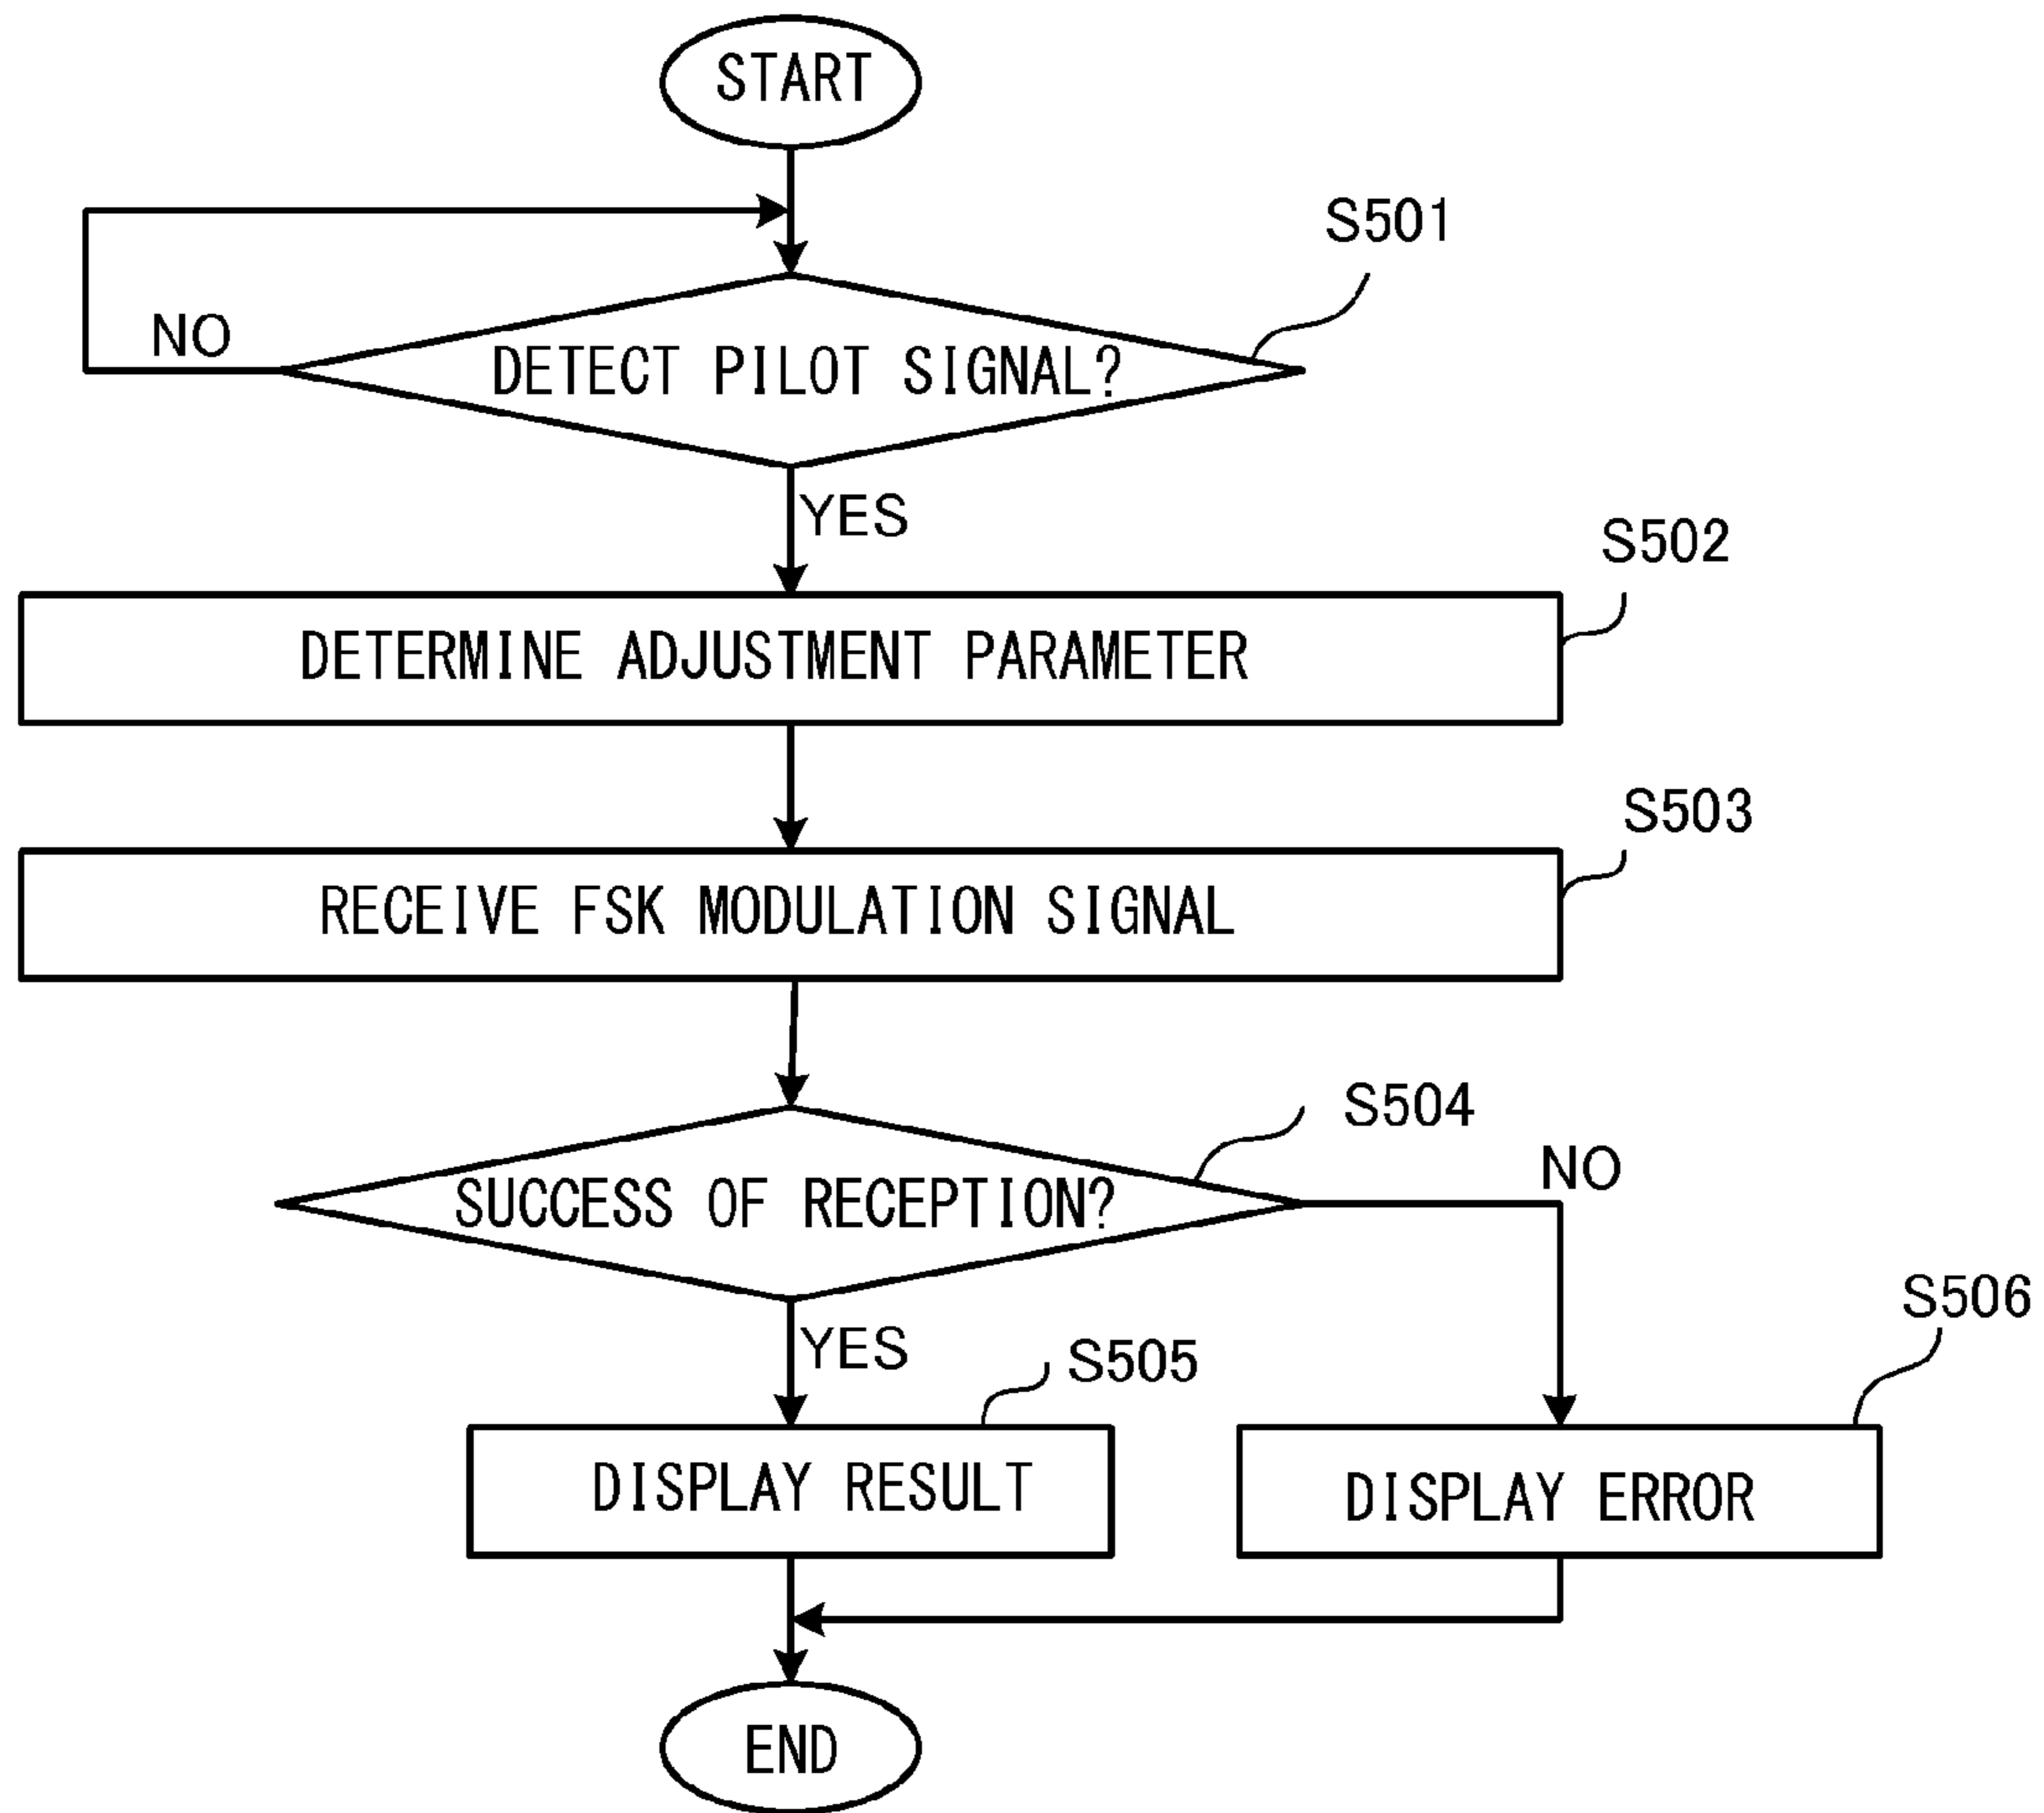 START
S501
NO
DETECT PILOT SIGNAL?
YES
S502
DETERMINE ADJUSTMENT PARAMETER
S503
RECEIVE FSK MODULATION SIGNAL
S504
NO
SUCCESS OF RECEPTION?
S506
YES
S505
DISPLAY RESULT
DISPLAY ERROR
END